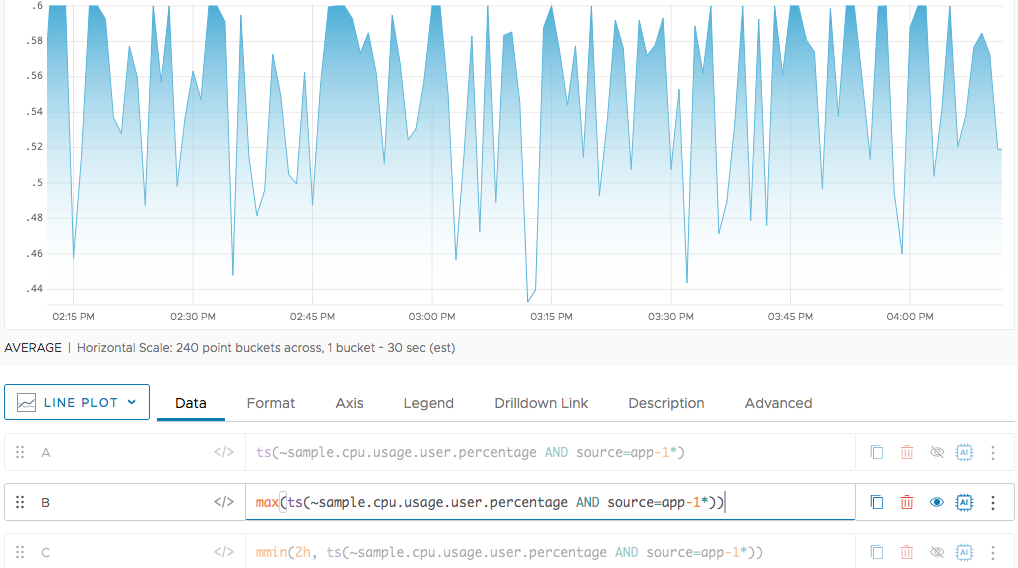 .6
.58
.56
.54
.52
.5
.48
.46
.44
02:15 PM 02:30 PM 02:45 PM 03:00 PM 03:15 PM 03:30 PM 03:45 PM 04:00 PM
AVERAGE | Horizontal Scale: 240 point buckets across, 1 bucket ~ 30 sec (est)
LINE PLOT Data Format Axis Legend Drilldown Link Description Advanced
A </> ts(~sample.cpu.usage.user.percentage AND source=app-1*) AI
B </> max(ts(~sample.cpu.usage.user.percentage AND source=app-1*)) AI
C </> mmin(2h, ts(~sample.cpu.usage.user.percentage AND source=app-1*)) AI